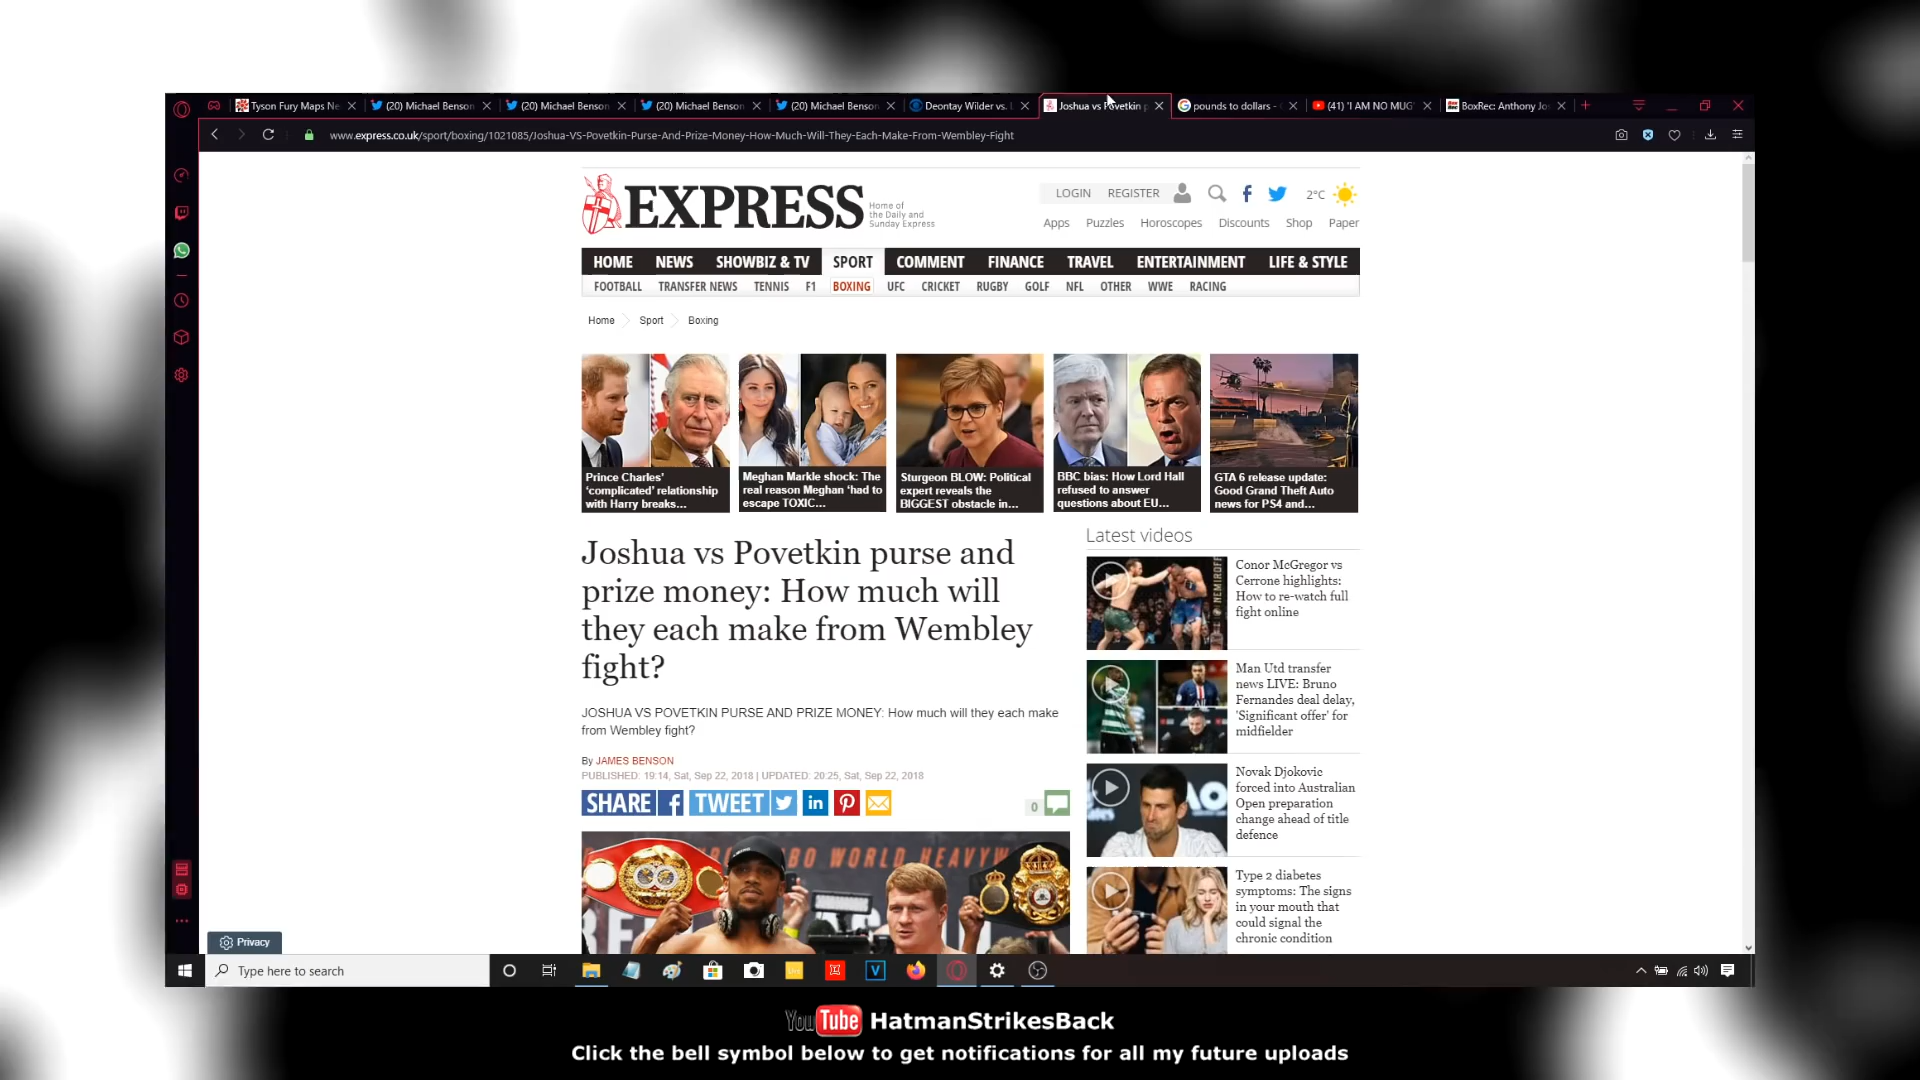 Tyson Fury Maps Ne
(20) Michael Benson
(20) Michael Benson
(20) Michael Benson
(20) Michael Benson
Deontay Wilder vs. L
Joshua vs Povetkin p
pounds to dollars -
(41) 'I AM NO MUG'
BoxRec: Anthony Jo
www.express.co.uk/sport/boxing/1021085/Joshua-VS-Povetkin-Purse-And-Prize-Money-How-Much-Will-They-Each-Make-From-Wembley-Fight
EXPRESS
Home of
the Daily and
Sunday Express
LOGIN REGISTER
2°C
Apps Puzzles Horoscopes Discounts Shop Paper
HOME NEWS SHOWBIZ & TV SPORT COMMENT FINANCE TRAVEL ENTERTAINMENT LIFE & STYLE
FOOTBALL TRANSFER NEWS TENNIS F1 BOXING UFC CRICKET RUGBY GOLF NFL OTHER WWE RACING
Home Sport Boxing
Prince Charles'
'complicated' relationship
with Harry breaks...
Meghan Markle shock: The
real reason Meghan 'had to
escape TOXIC...
Sturgeon BLOW: Political
expert reveals the
BIGGEST obstacle in...
BBC bias: How Lord Hall
refused to answer
questions about EU...
GTA 6 release update:
Good Grand Theft Auto
news for PS4 and...
Joshua vs Povetkin purse and
prize money: How much will
they each make from Wembley
fight?
JOSHUA VS POVETKIN PURSE AND PRIZE MONEY: How much will they each make
from Wembley fight?
By JAMES BENSON
PUBLISHED: 19:14, Sat, Sep 22, 2018 | UPDATED: 20:25, Sat, Sep 22, 2018
SHARE TWEET
0
BO WORLD HEAVYW
Latest videos
NEMIROFF
Conor McGregor vs
Cerrone highlights:
How to re-watch full
fight online
Man Utd transfer
news LIVE: Bruno
Fernandes deal delay,
'Significant offer' for
midfielder
Novak Djokovic
forced into Australian
Open preparation
change ahead of title
defence
Type 2 diabetes
symptoms: The signs
in your mouth that
could signal the
chronic condition
Privacy
Type here to search
YouTube HatmanStrikesBack
Click the bell symbol below to get notifications for all my future uploads